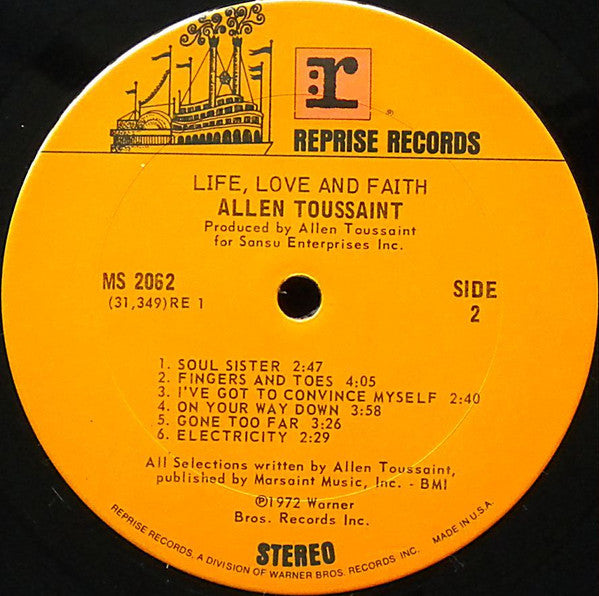 :r
®
REPRISE RECORDS
LIFE, LOVE AND FAITH
ALLEN TOUSSAINT
Produced by Allen Toussaint
for Sansu Enterprises Inc.
MS 2062
(31,349)RE 1
SIDE
2
1. SOUL SISTER 2:47
2. FINGERS AND TOES 4:05
3. I'VE GOT TO CONVINCE MYSELF 2:40
4. ON YOUR WAY DOWN 3:58
5. GONE TOO FAR 3:26
6. ELECTRICITY 2:29
All Selections written by Allen Toussaint,
published by Marsaint Music, Inc. - BMI
℗1972 Warner
Bros. Records Inc.
STEREO
REPRISE RECORDS, A DIVISION OF WARNER BROS. RECORDS INC. MADE IN U.S.A.